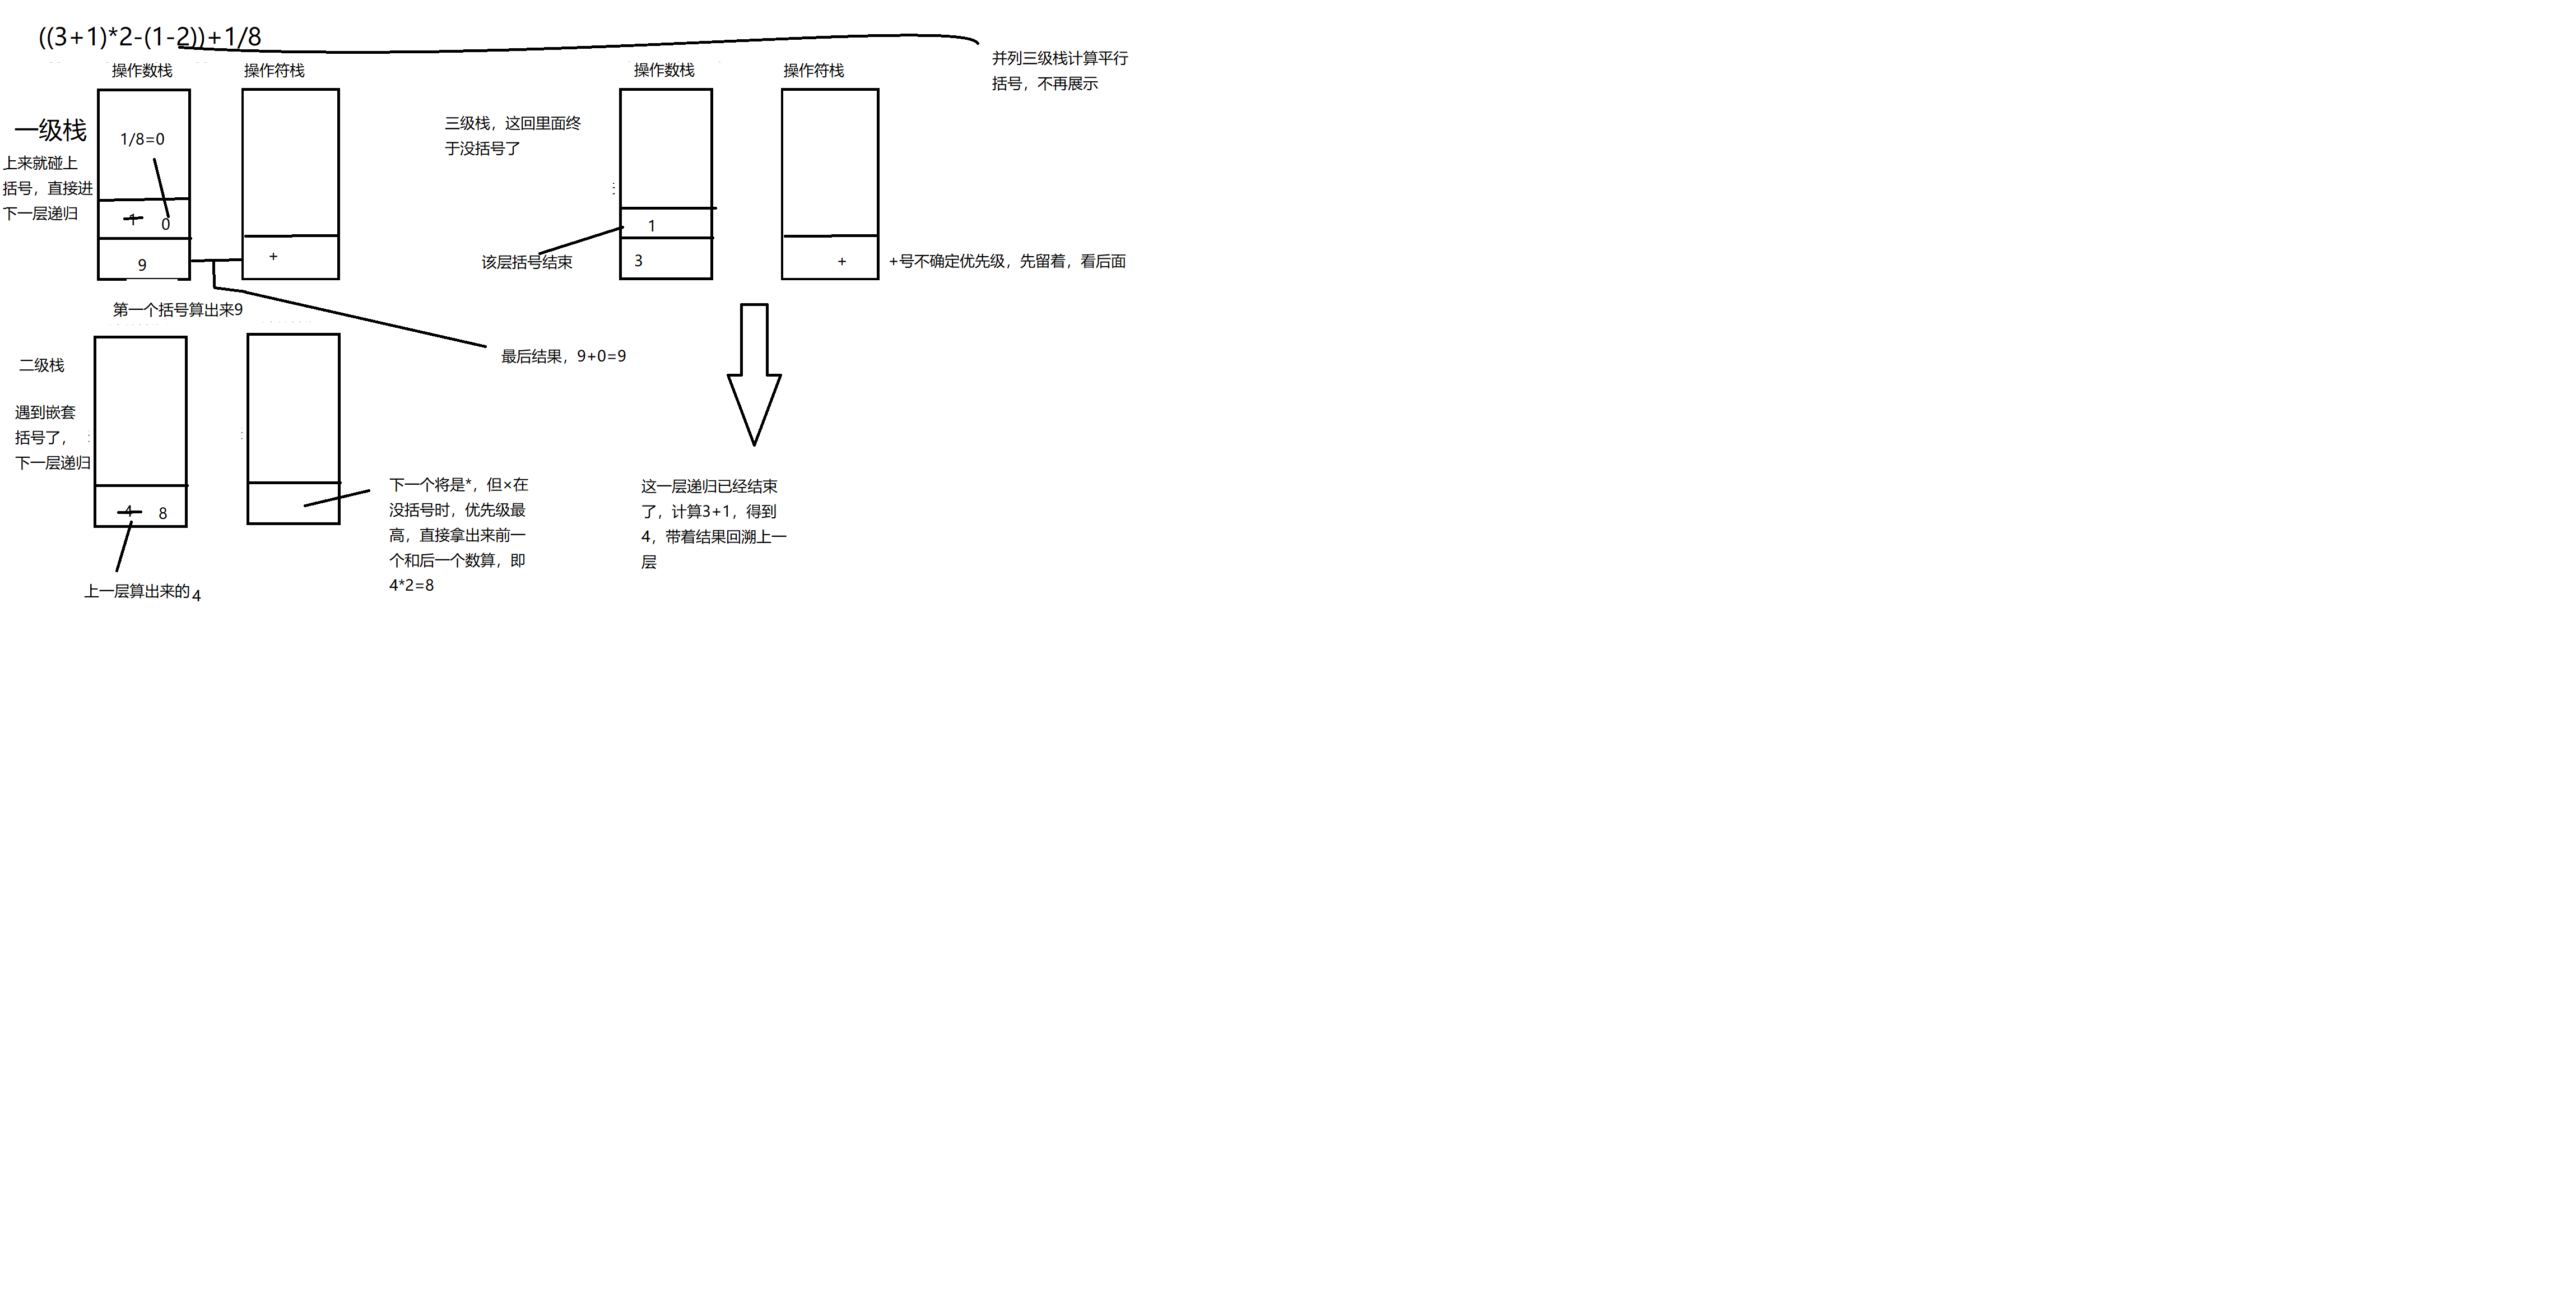 ((3+1)*2-(1-2))+1/8
操作数栈
操作符栈
一级栈
上来就碰上
括号，直接进
下一层递归
1/8=0
1
0
9
+
第一个括号算出来9
最后结果，9+0=9
二级栈
遇到嵌套
括号了，
下一层递归
4
8
上一层算出来的4
下一个将是*，但×在
没括号时，优先级最
高，直接拿出来前一
个和后一个数算，即
4*2=8
三级栈，这回里面终
于没括号了
操作数栈
操作符栈
1
3
该层括号结束
+
+号不确定优先级，先留着，看后面
并列三级栈计算平行
括号，不再展示
这一层递归已经结束
了，计算3+1，得到
4，带着结果回溯上一
层